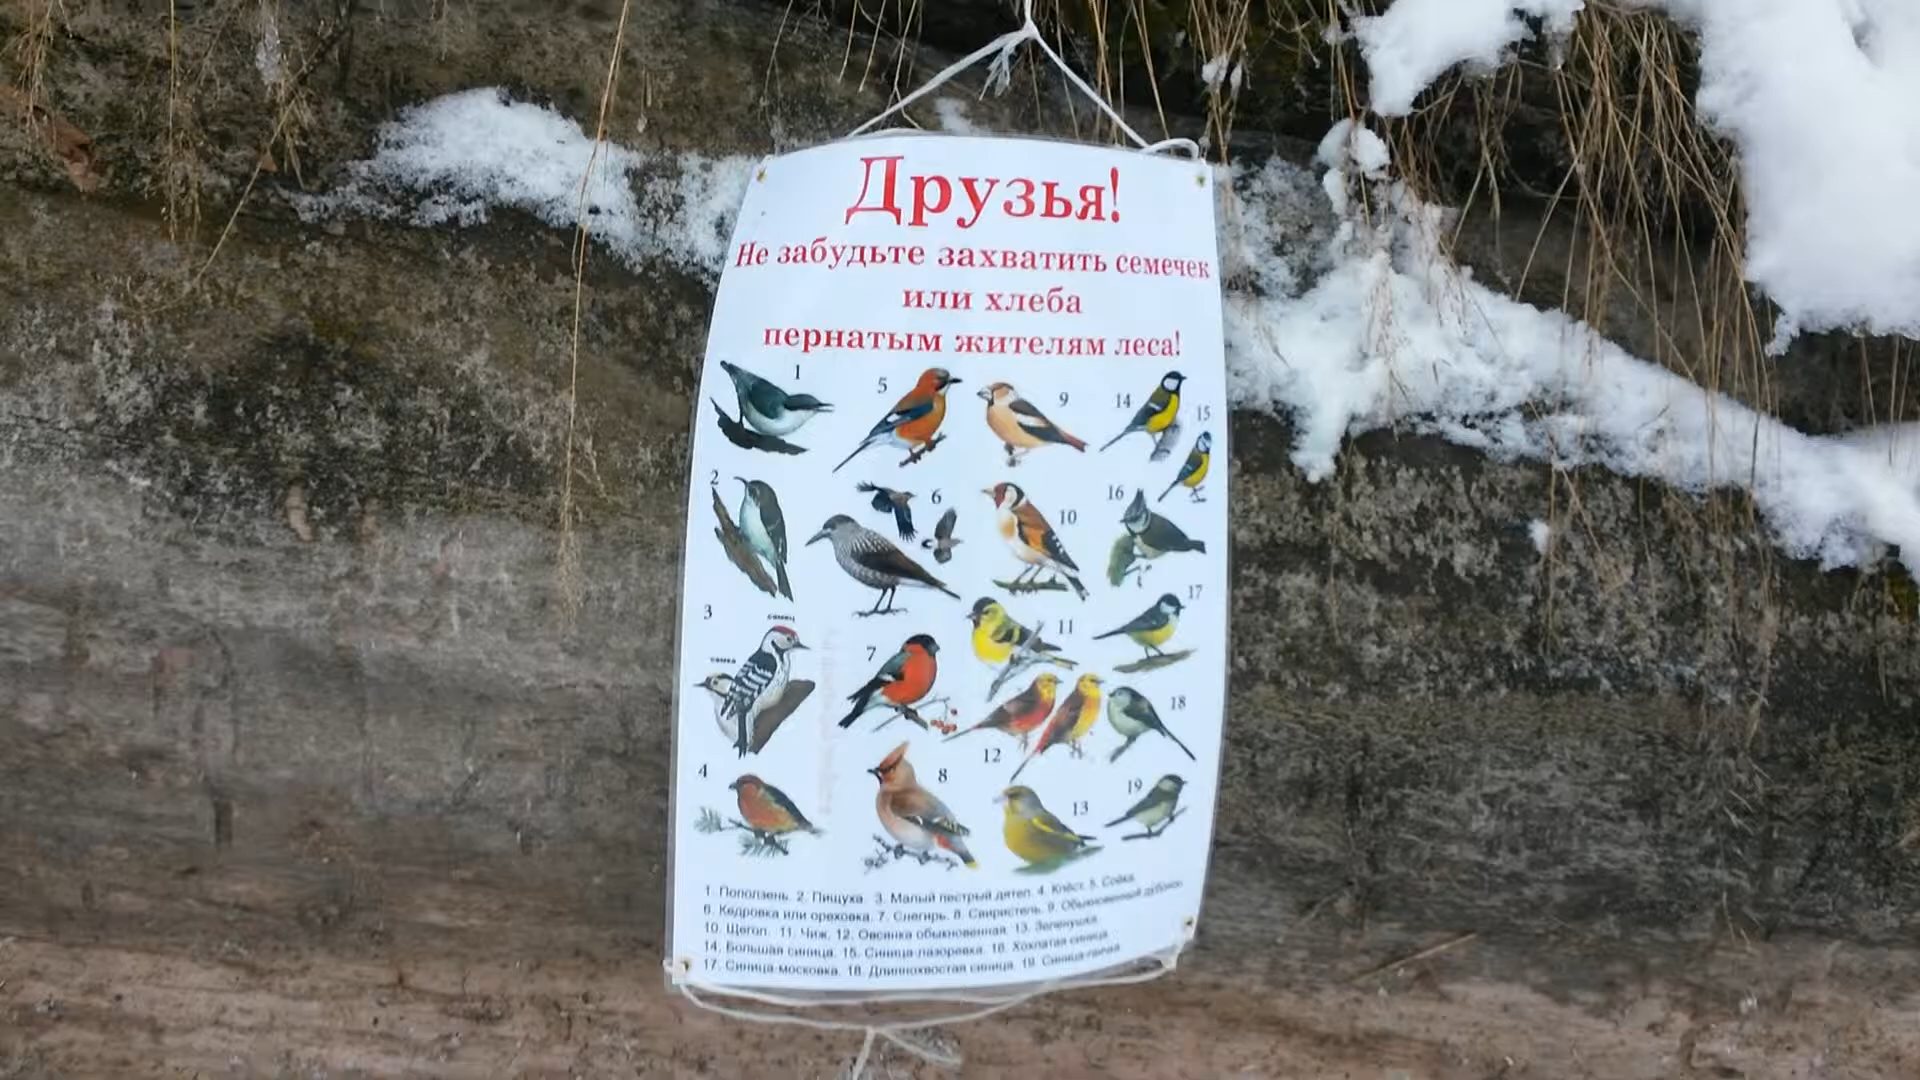 Друзья!
Не забудьте захватить семечек
или хлеба
пернатым жителям леса!
1
5
9
14
15
2
6
10
16
3
самец
самка
7
11
17
12
18
4
8
13
19
1. Поползень. 2. Пищуха. 3. Малый пестрый дятел. 4. Клёст. 5. Сойка.
6. Кедровка или ореховка. 7. Снегирь. 8. Свиристель. 9. Обыкновенный дубонос.
10. Щегол. 11. Чиж. 12. Овсянка обыкновенная. 13. Зеленушка.
14. Большая синица. 15. Синица-лазоревка. 16. Хохлатая синица.
17. Синица-московка. 18. Длиннохвостая синица. 19. Синица-гаичка.